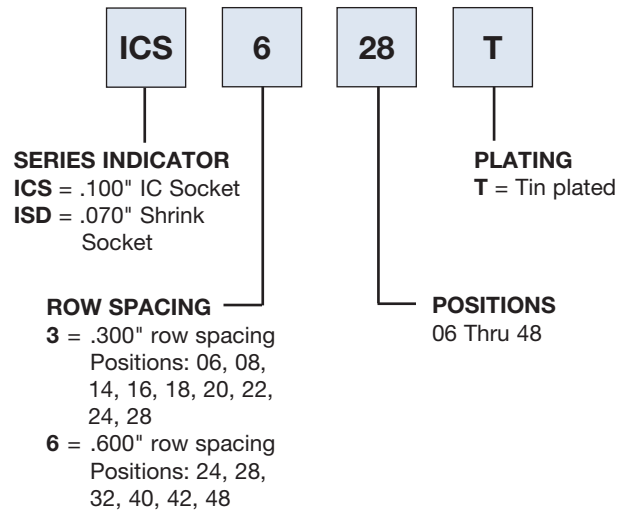 ICS 6 28 T
SERIES INDICATOR
ICS = .100" IC Socket
ISD = .070" Shrink
Socket
PLATING
T = Tin plated
ROW SPACING
3 = .300" row spacing
Positions: 06, 08,
14, 16, 18, 20, 22,
24, 28
6 = .600" row spacing
Positions: 24, 28,
32, 40, 42, 48
POSITIONS
06 Thru 48